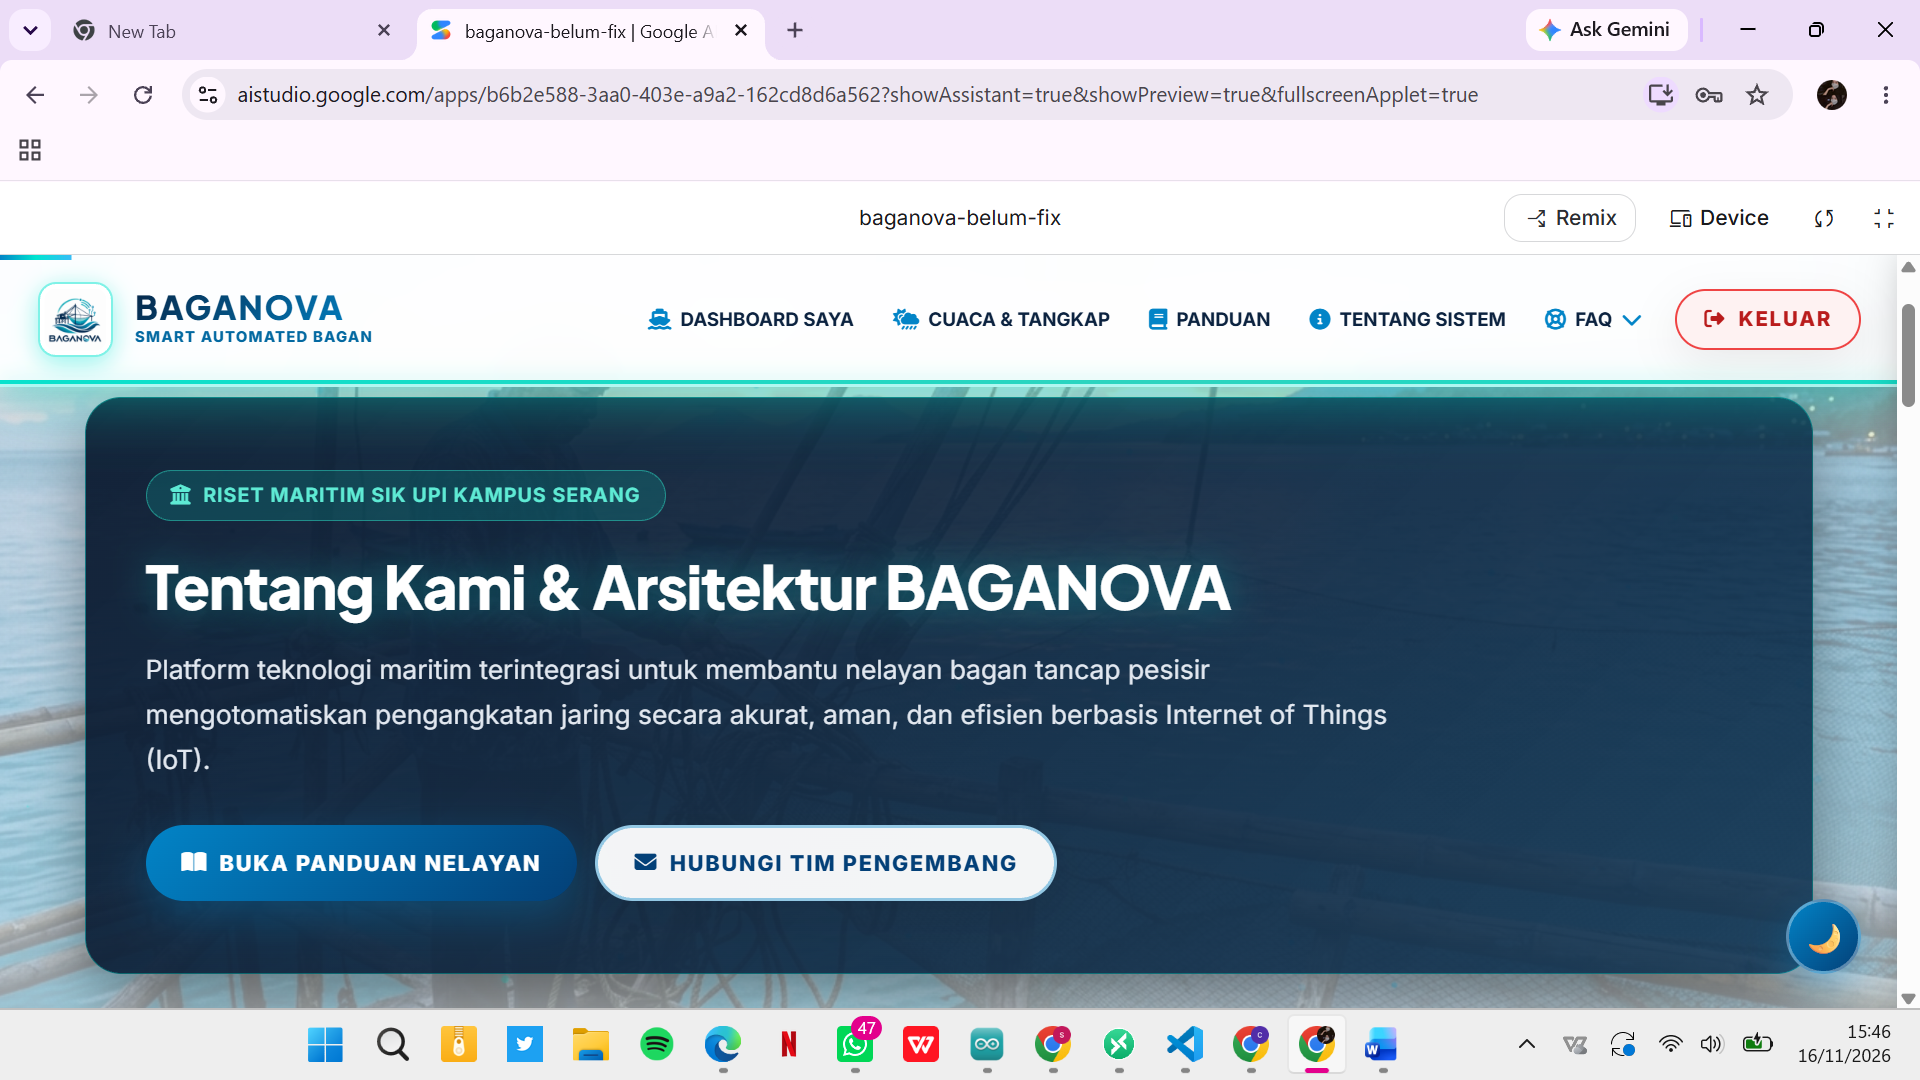 New Tab
baganova-belum-fix | Google A
Ask Gemini
aistudio.google.com/apps/b6b2e588-3aa0-403e-a9a2-162cd8d6a562?showAssistant=true&showPreview=true&fullscreenApplet=true
baganova-belum-fix
Remix
Device
BAGANOVA
BAGANOVA
SMART AUTOMATED BAGAN
DASHBOARD SAYA
CUACA & TANGKAP
PANDUAN
TENTANG SISTEM
FAQ
KELUAR
RISET MARITIM SIK UPI KAMPUS SERANG
Tentang Kami & Arsitektur BAGANOVA
Platform teknologi maritim terintegrasi untuk membantu nelayan bagan tancap pesisir
mengotomatiskan pengangkatan jaring secara akurat, aman, dan efisien berbasis Internet of Things
(IoT).
BUKA PANDUAN NELAYAN
HUBUNGI TIM PENGEMBANG
47
s
c
15:46
16/11/2026